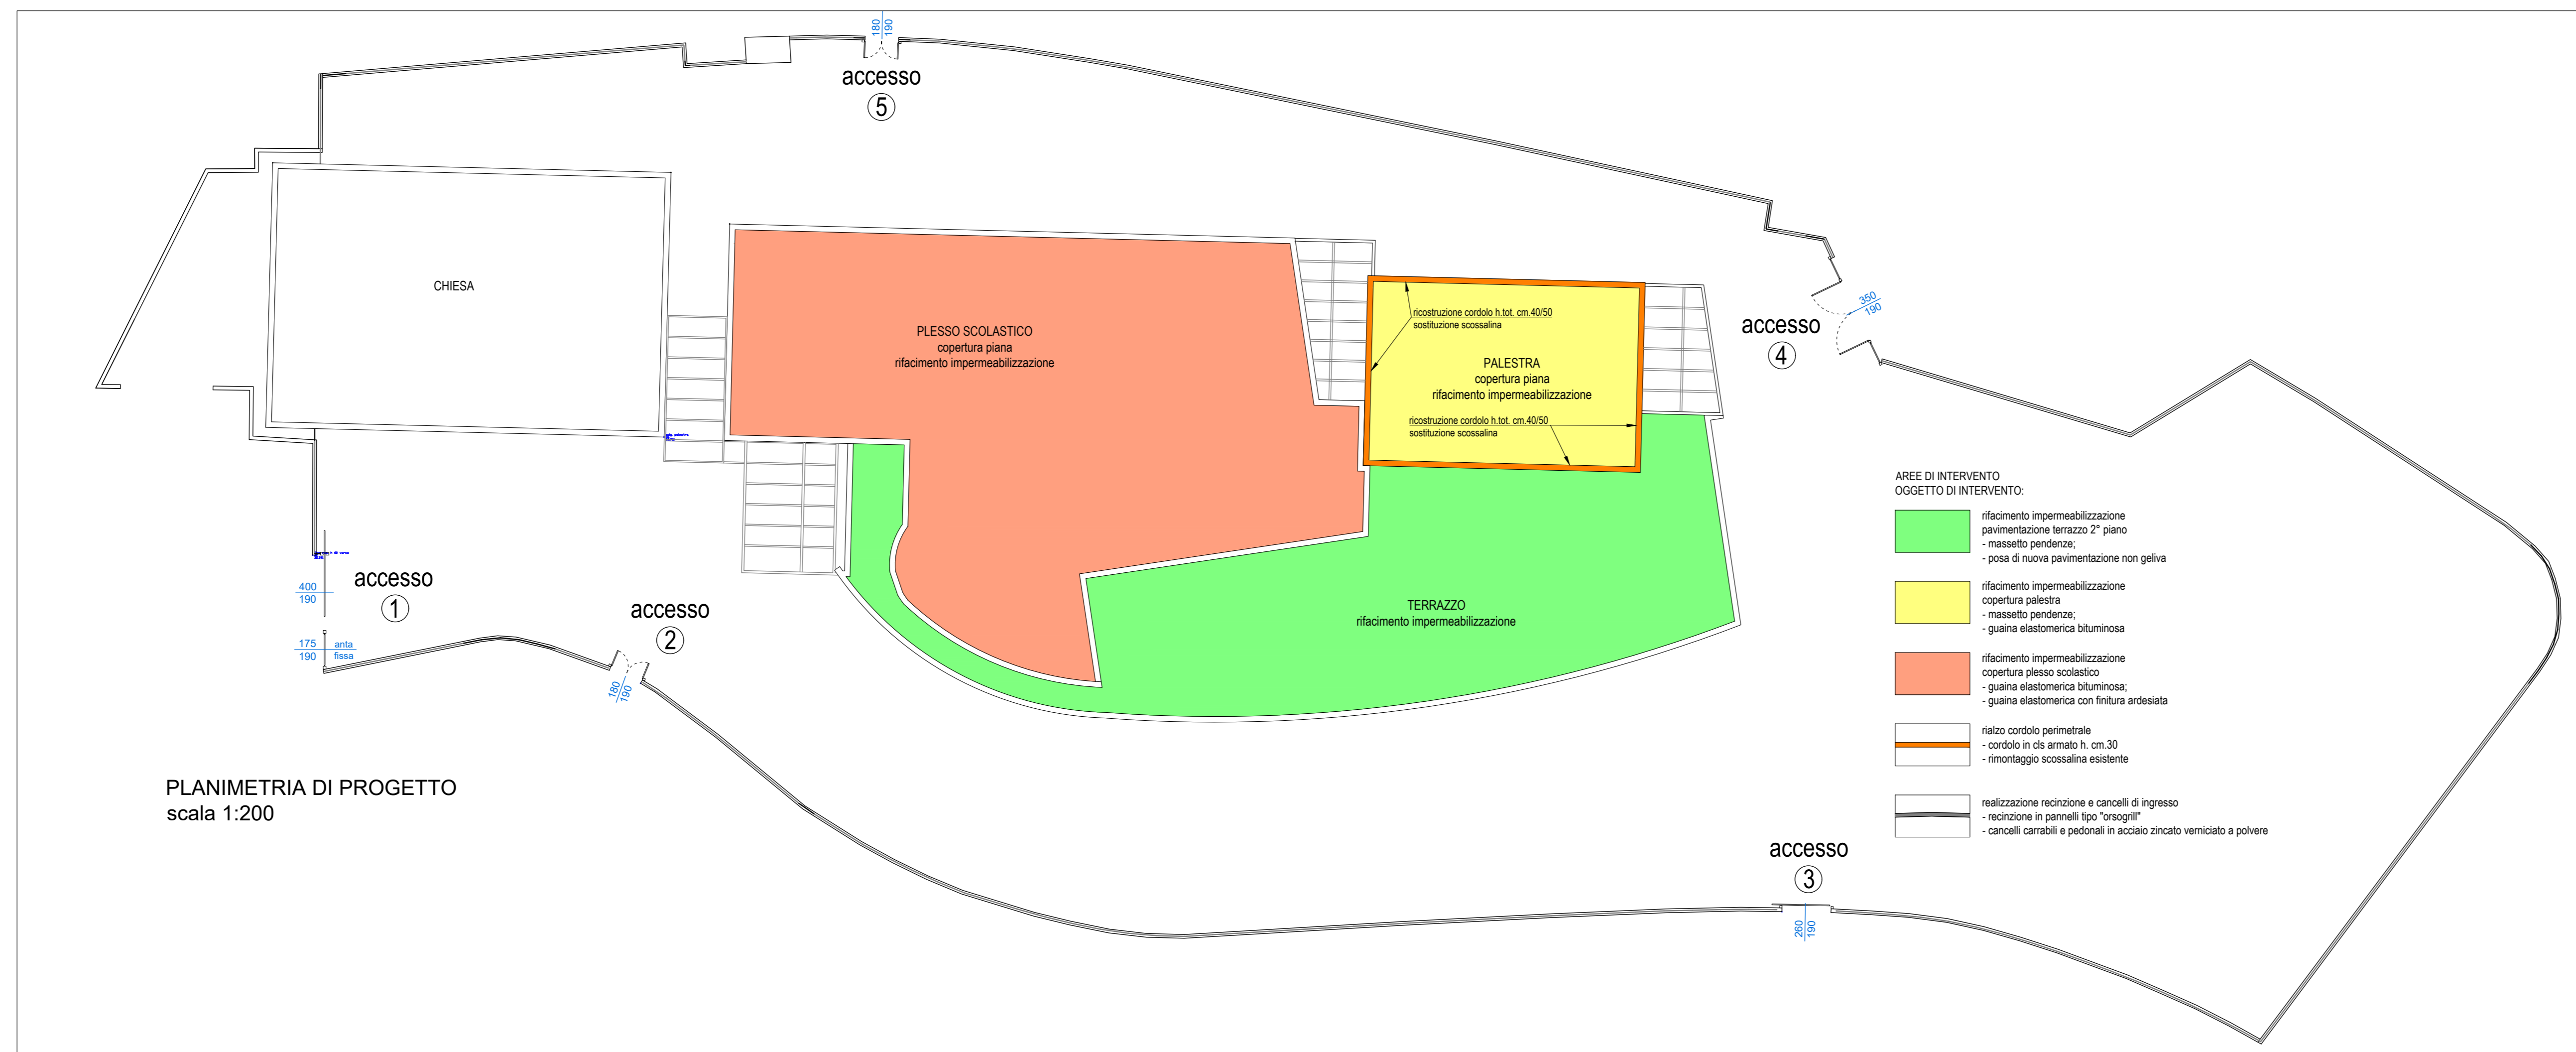 180
190
accesso
5
CHIESA
PLESSO SCOLASTICO
copertura piana
rifacimento impermeabilizzazione
ricostruzione cordolo h.tot. cm.40/50
sostituzione scossalina
PALESTRA
copertura piana
rifacimento impermeabilizzazione
ricostruzione cordolo h.tot. cm.40/50
sostituzione scossalina
350
190
accesso
4
400
190
accesso
1
175
190
anta
fissa
accesso
2
180
190
TERRAZZO
rifacimento impermeabilizzazione
AREE DI INTERVENTO
OGGETTO DI INTERVENTO:
rifacimento impermeabilizzazione
pavimentazione terrazzo 2° piano
- massetto pendenze;
- posa di nuova pavimentazione non geliva
rifacimento impermeabilizzazione
copertura palestra
- massetto pendenze;
- guaina elastomerica bituminosa
rifacimento impermeabilizzazione
copertura plesso scolastico
- guaina elastomerica bituminosa;
- guaina elastomerica con finitura ardesiata
rialzo cordolo perimetrale
- cordolo in cls armato h. cm.30
- rimontaggio scossalina esistente
realizzazione recinzione e cancelli di ingresso
- recinzione in pannelli tipo "orsogrill"
- cancelli carrabili e pedonali in acciaio zincato verniciato a polvere
PLANIMETRIA DI PROGETTO
scala 1:200
accesso
3
260
190